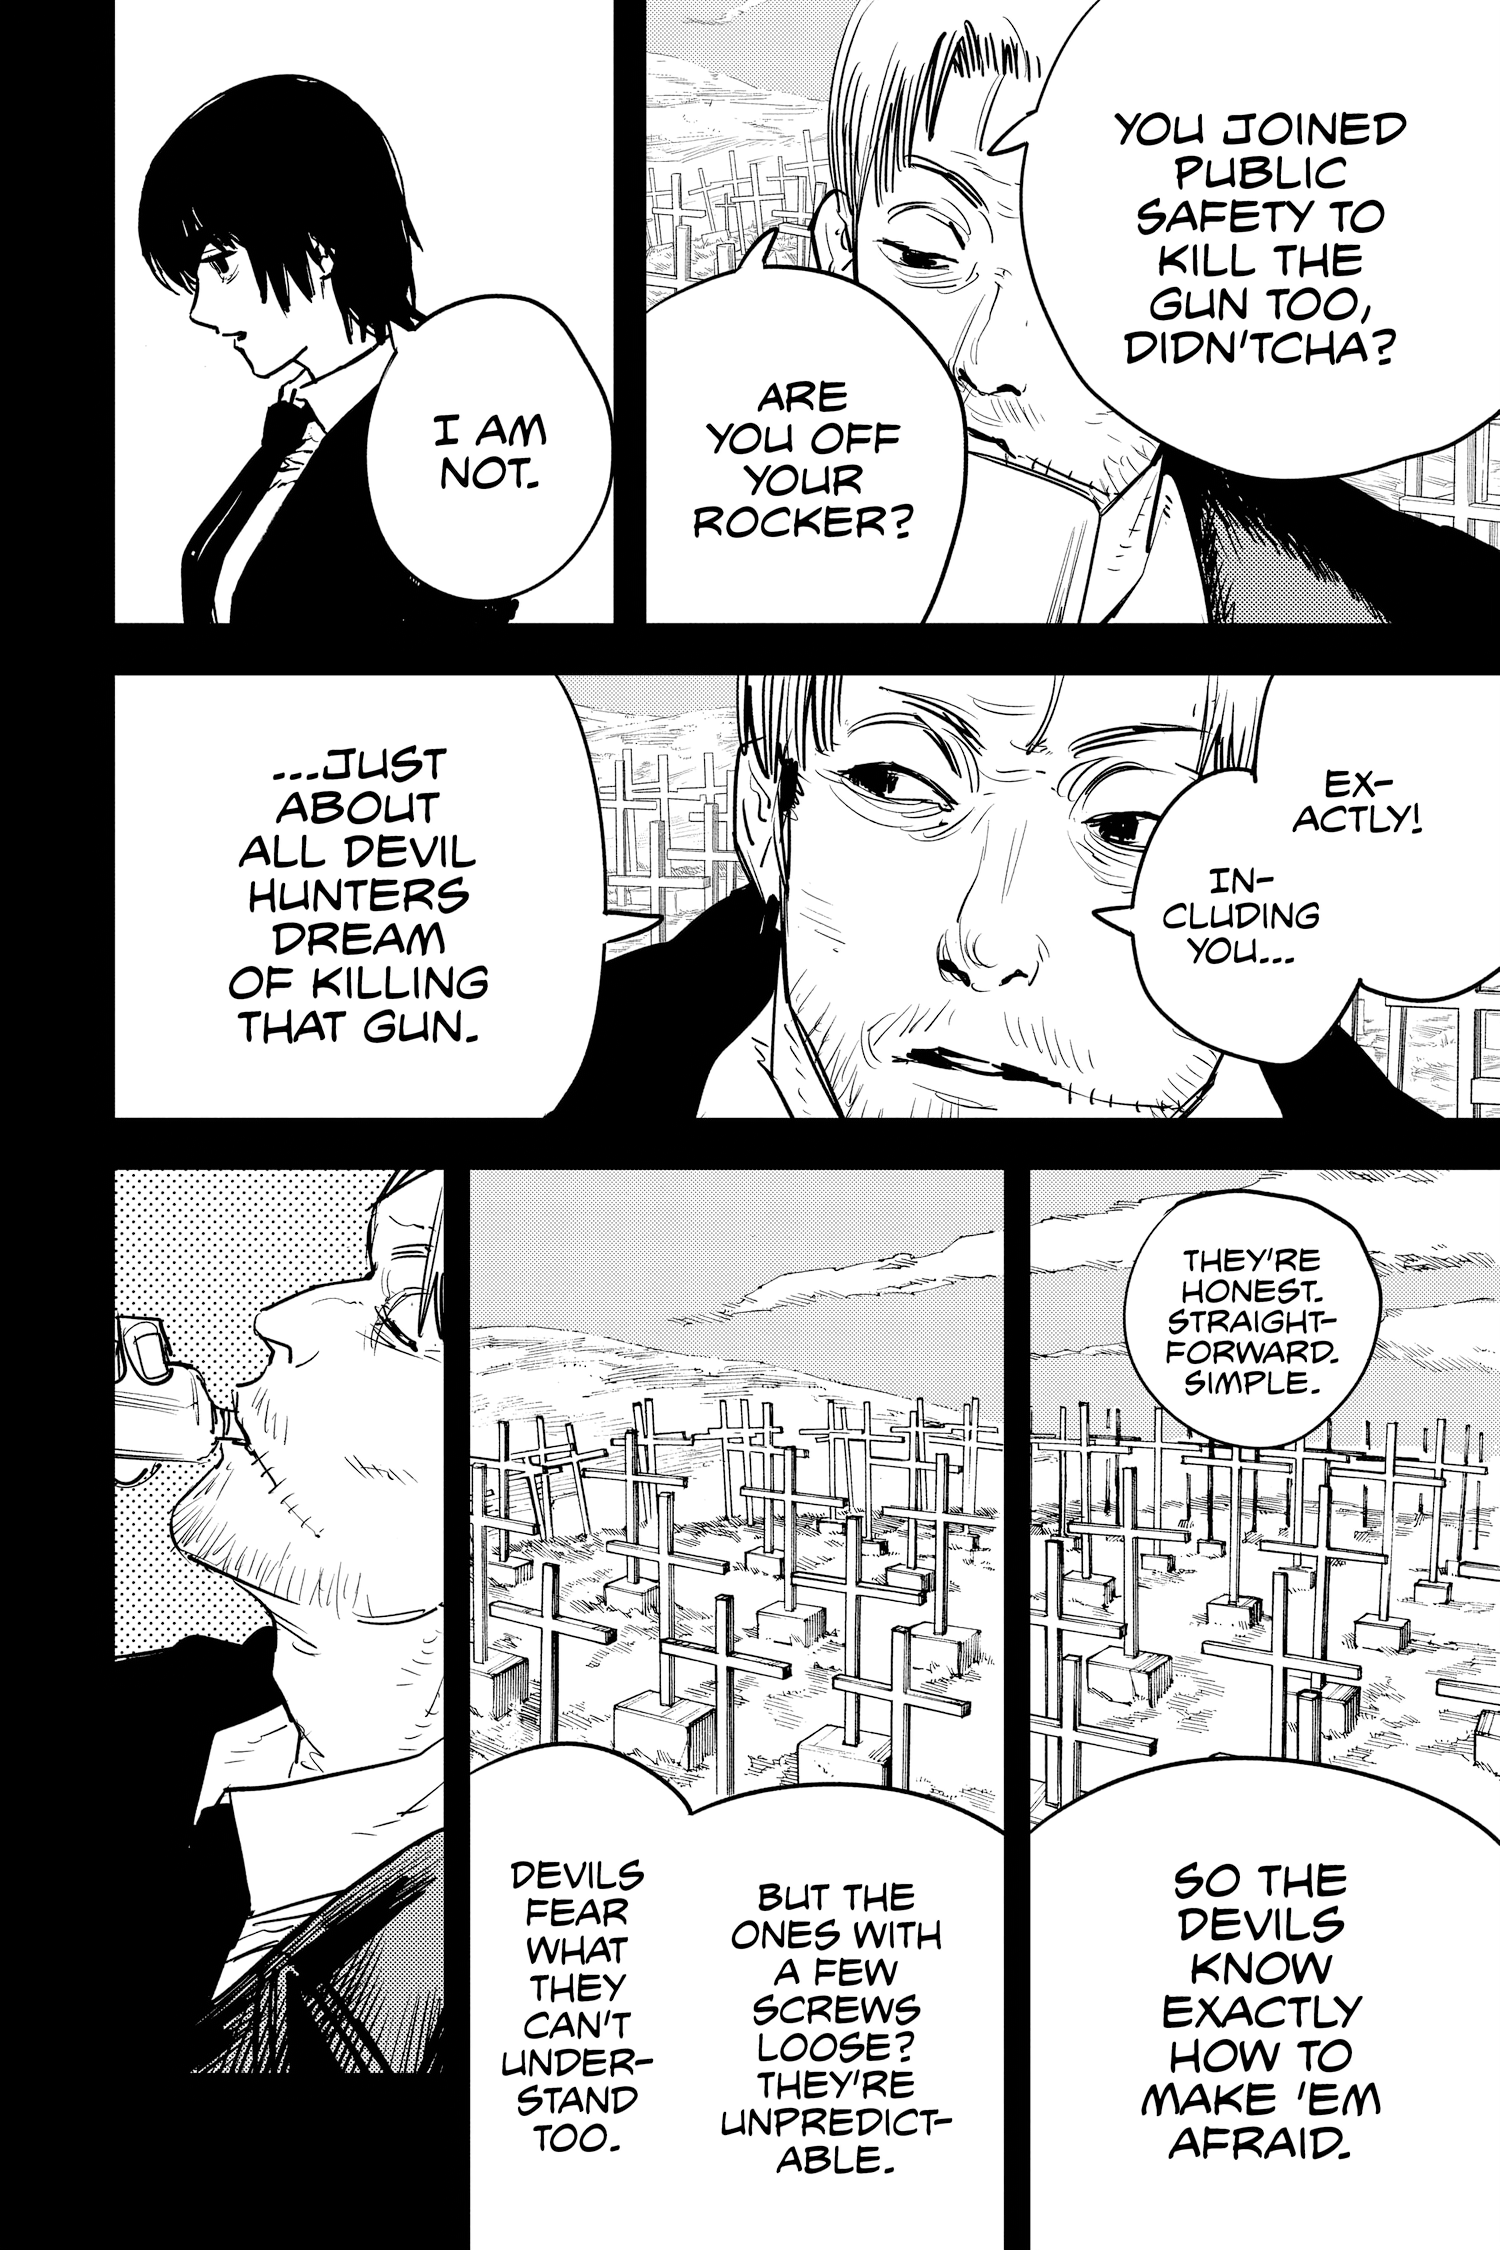 YOU JOINED
PUBLIC
SAFETY TO
KILL THE
GUN TOO,
DIDN'TCHA?
ARE
YOU OFF
YOUR
ROCKER?
I AM
NOT.
EX-
ACTLY!
IN-
CLUDING
YOU...
...JUST
ABOUT
ALL DEVIL
HUNTERS
DREAM
OF KILLING
THAT GUN.
THEY'RE
HONEST.
STRAIGHT-
FORWARD.
SIMPLE.
SO THE
DEVILS
KNOW
EXACTLY
HOW TO
MAKE 'EM
AFRAID.
BUT THE
ONES WITH
A FEW
SCREWS
LOOSE?
THEY'RE
UNPREDICT-
ABLE.
DEVILS
FEAR
WHAT
THEY
CAN'T
UNDER-
STAND
TOO.